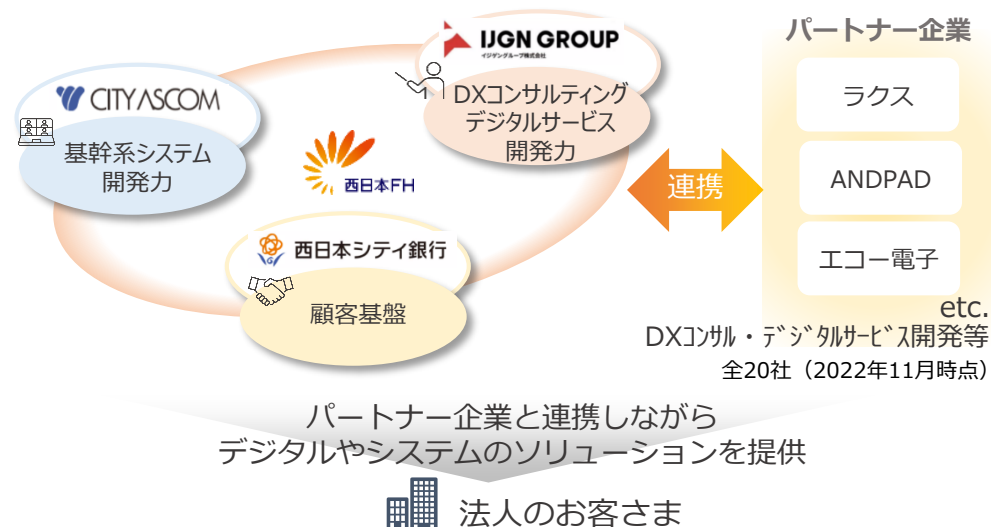 IJGN GROUP
イジゲングループ株式会社
DXコンサルティング
デジタルサービス
開発力
CITY ASCOM
基幹系システム
開発力
西日本FH
西日本シティ銀行
顧客基盤
連携
パートナー企業
ラクス
ANDPAD
エコー電子
etc.
DXｺﾝｻﾙ・ﾃﾞｼﾞﾀﾙｻｰﾋﾞｽ開発等
全20社（2022年11月時点）
パートナー企業と連携しながら
デジタルやシステムのソリューションを提供
法人のお客さま